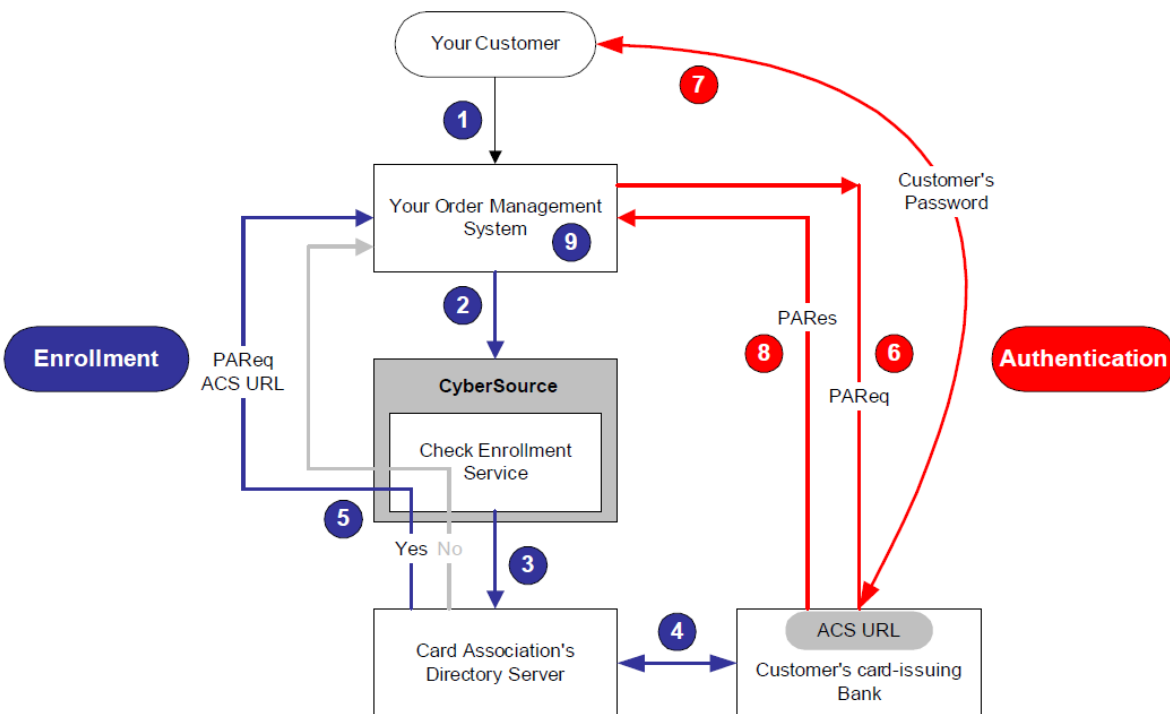 Your Customer
7
1
Customer's
Password
Your Order Management
System
9
2
Enrollment
PAReq
ACS URL
PARes
8
6
PAReq
Authentication
CyberSource
Check Enrollment
Service
5
Yes
No
3
4
Card Association's
Directory Server
ACS URL
Customer's card-issuing
Bank